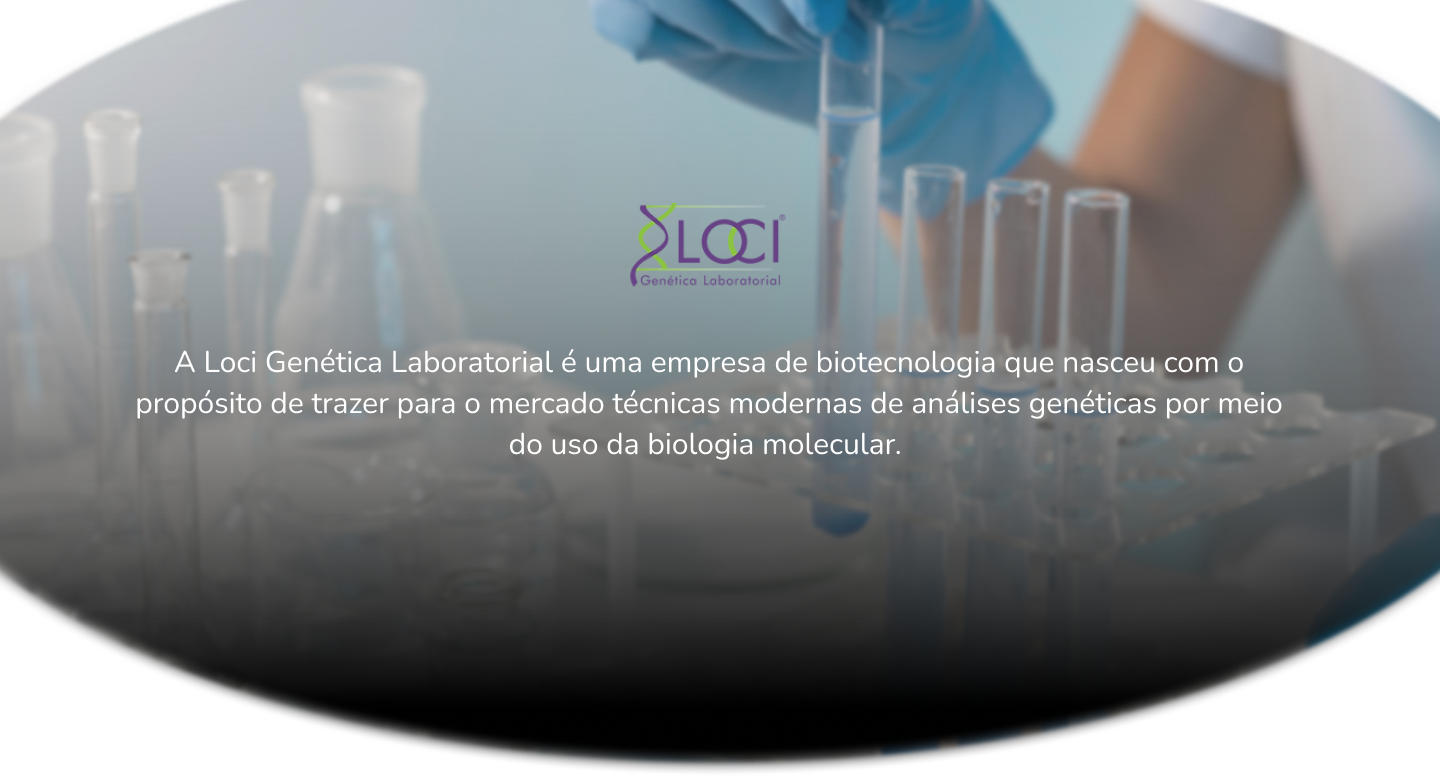 LOCI®
Genética Laboratorial
A Loci Genética Laboratorial é uma empresa de biotecnologia que nasceu com o
propósito de trazer para o mercado técnicas modernas de análises genéticas por meio
do uso da biologia molecular.